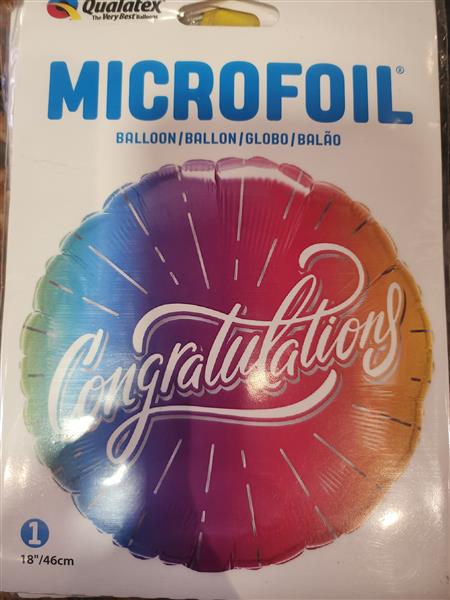 Qualatex
The Very Best Balloons
MICROFOIL®
BALLOON/BALLON/GLOBO/BALÃO
Congratulations
1
18"/46cm